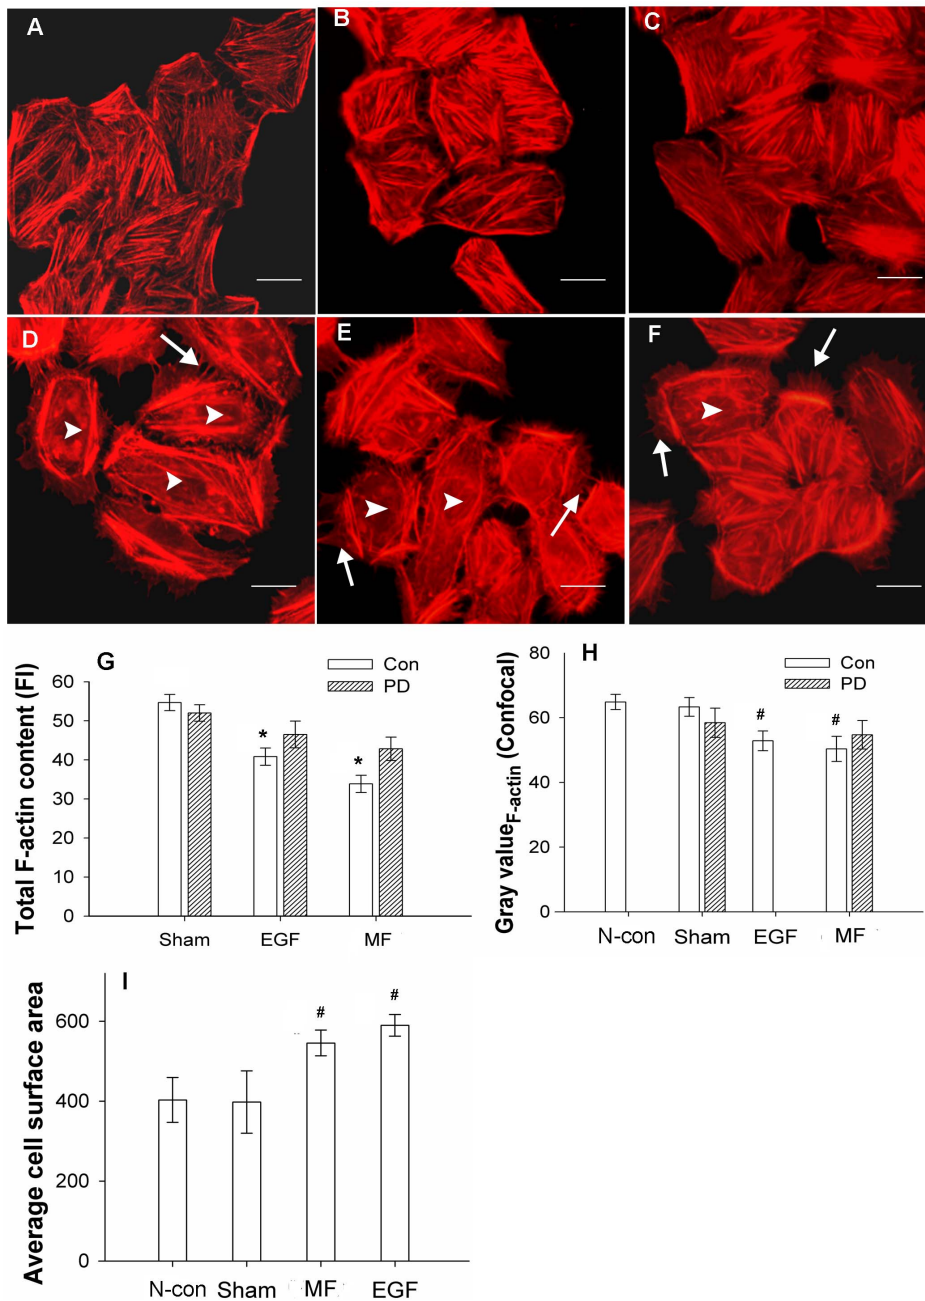 A
B
C
D
E
F
G
Con
PD
Total F-actin content (FI)
60
50
40
30
20
10
0
*
*
Sham EGF MF
H
Con
PD
Gray value F-actin (Confocal)
80
60
40
20
0
#
#
N-con Sham EGF MF
I
Average cell surface area
600
400
200
0
#
#
N-con Sham MF EGF